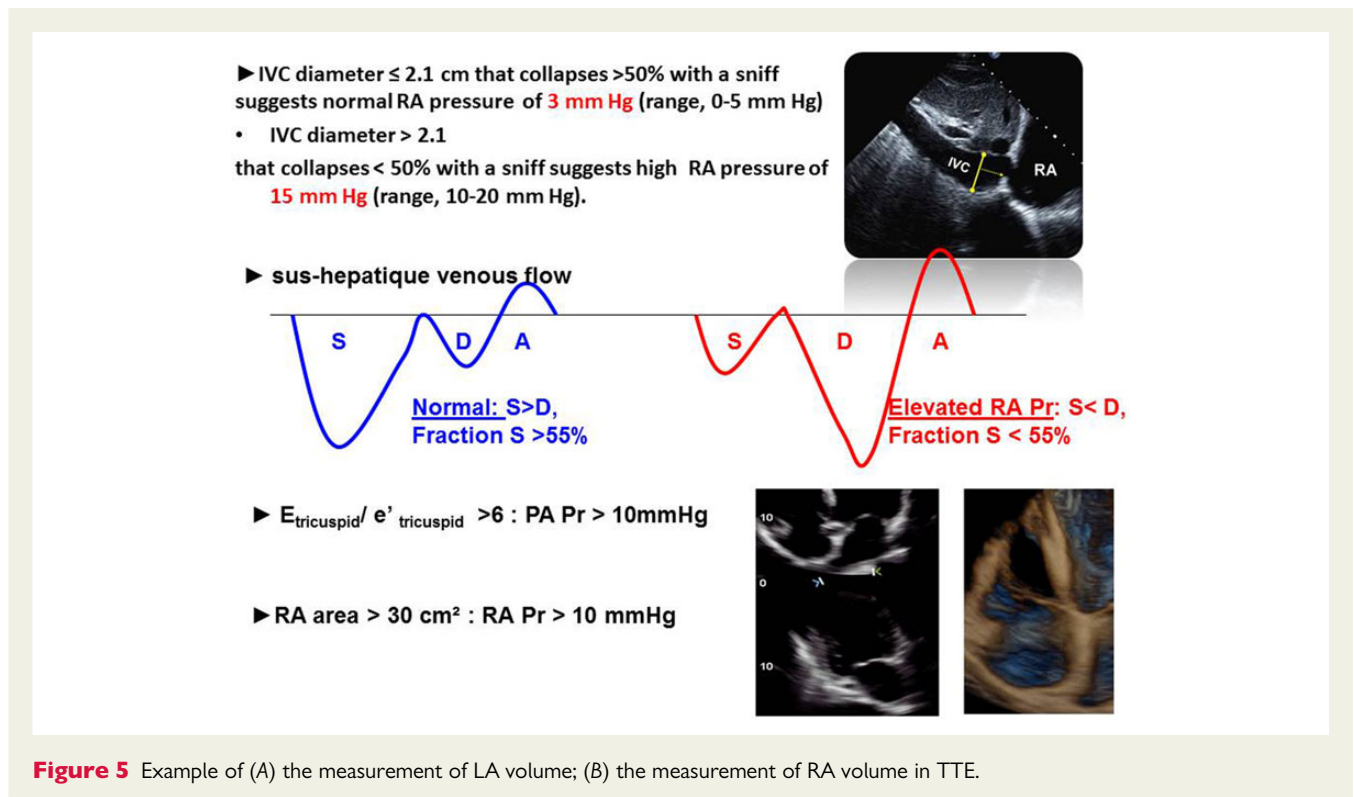 ►IVC diameter ≤ 2.1 cm that collapses >50% with a sniff
suggests normal RA pressure of 3 mm Hg (range, 0-5 mm Hg)
• IVC diameter > 2.1
that collapses < 50% with a sniff suggests high RA pressure of
15 mm Hg (range, 10-20 mm Hg).
IVC
RA
► sus-hepatique venous flow
S D A
S D A
Normal: S>D,
Fraction S >55%
Elevated RA Pr: S< D,
Fraction S < 55%
► Etricuspid/ e’ tricuspid >6 : PA Pr > 10mmHg
►RA area > 30 cm² : RA Pr > 10 mmHg
10
0
10
Figure 5 Example of (A) the measurement of LA volume; (B) the measurement of RA volume in TTE.